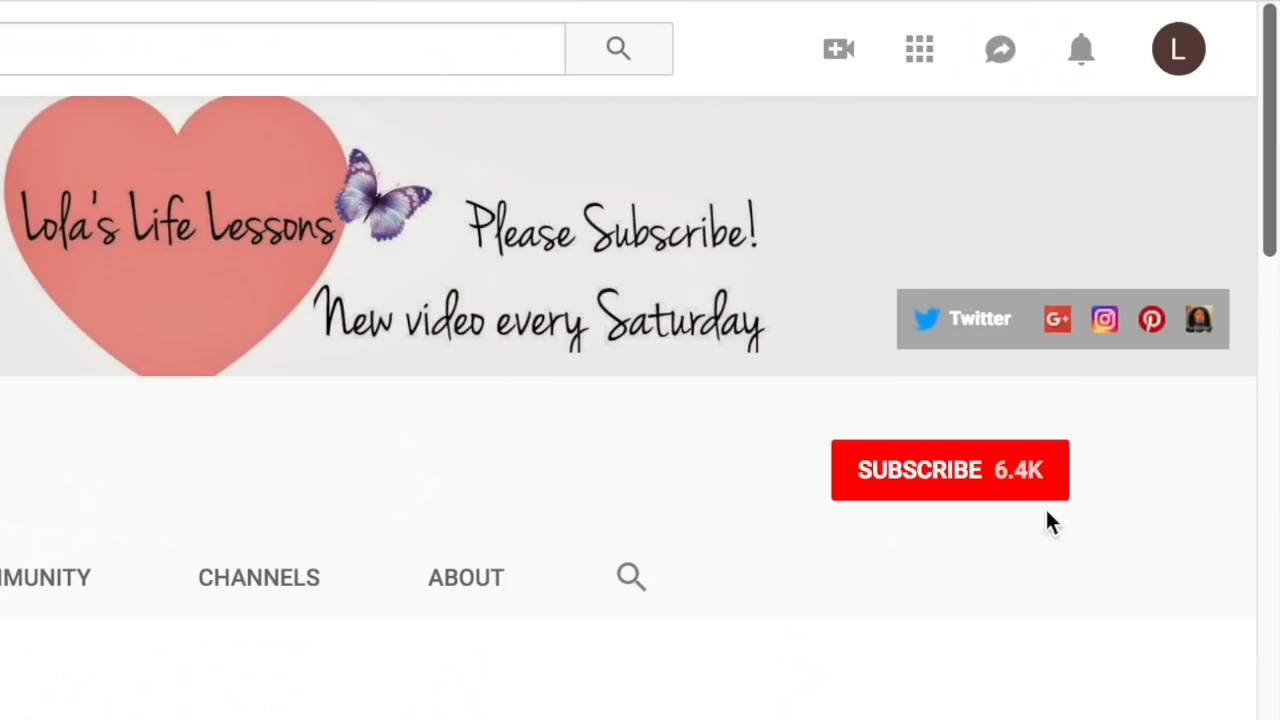 L
Lola's Life Lessons
Please Subscribe!
New video every Saturday
Twitter
G+
SUBSCRIBE 6.4K
MUNITY
CHANNELS
ABOUT